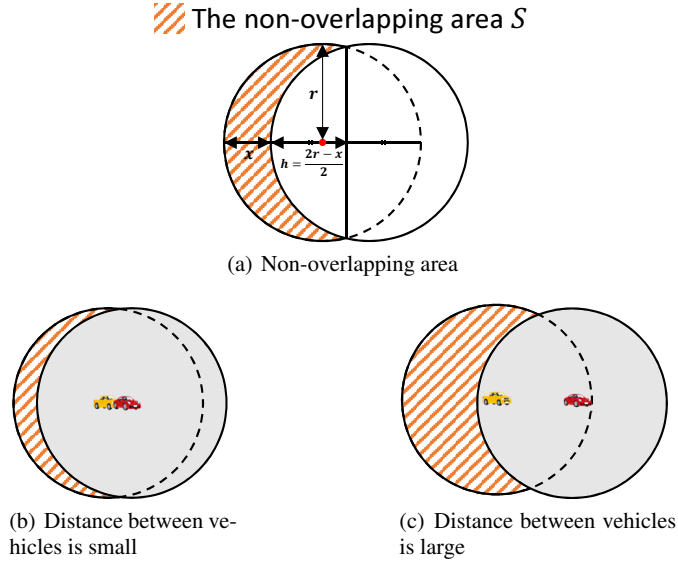 The non-overlapping area S
r
x
h = \frac{2r - x}{2}
(a) Non-overlapping area
(b) Distance between ve-
hicles is small
(c) Distance between vehicles
is large